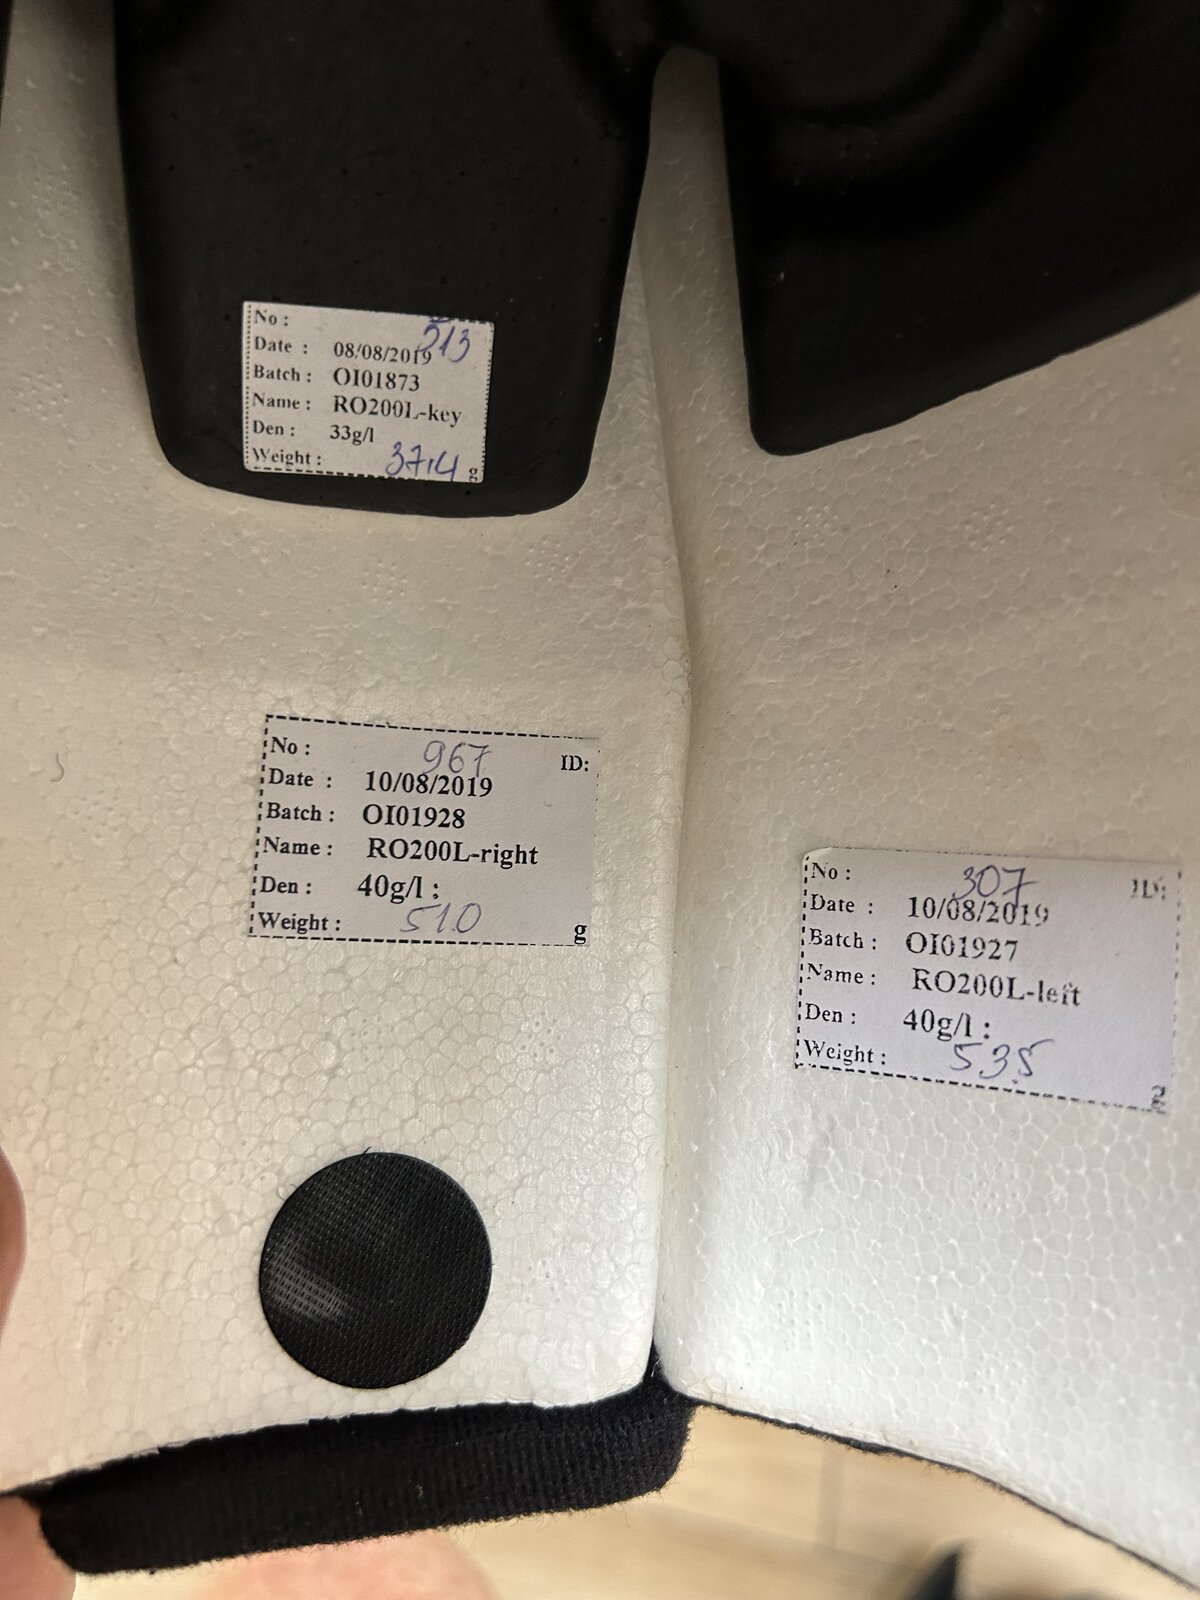 No : 513
Date : 08/08/2019
Batch : OI01873
Name : RO200L-key
Den : 33g/l
Weight : 37.4 g
No : 967 ID:
Date : 10/08/2019
Batch : OI01928
Name : RO200L-right
Den : 40g/l :
Weight : 51.0 g
No : 307 ID:
Date : 10/08/2019
Batch : OI01927
Name : RO200L-left
Den : 40g/l :
Weight : 53.5 g